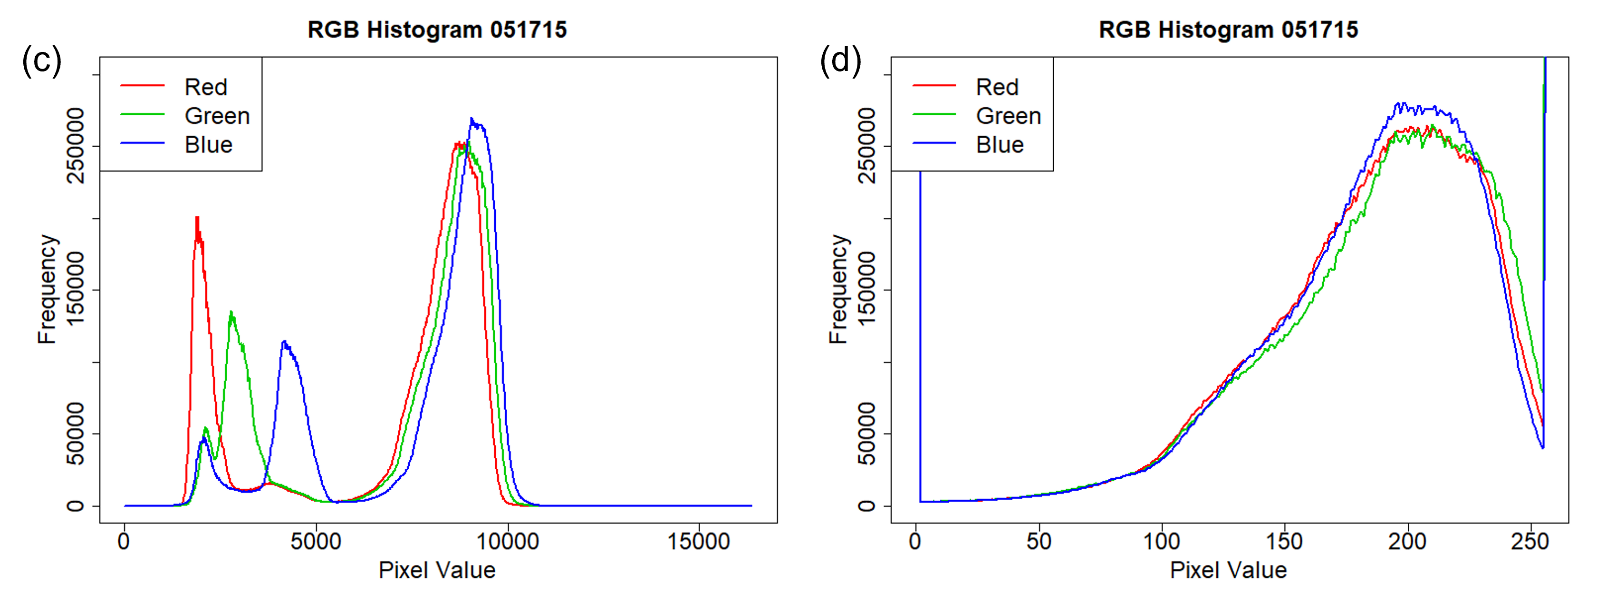 (c)
RGB Histogram 051715
Red
Green
Blue
Frequency
0
50000
150000
250000
0
5000
10000
15000
Pixel Value
(d)
RGB Histogram 051715
Red
Green
Blue
Frequency
0
50000
150000
250000
0
50
100
150
200
250
Pixel Value